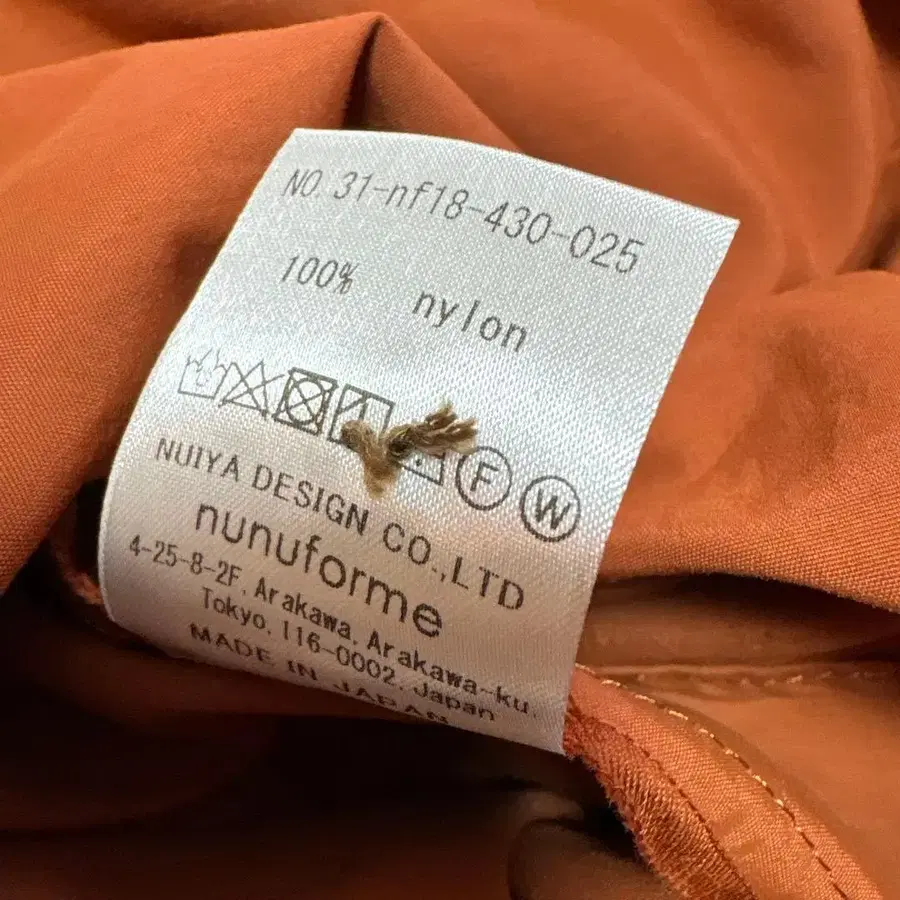 NO. 31-nf18-430-025
100% nylon
F W
NUIYA DESIGN CO.,LTD
nunuforme
4-25-8-2F, Arakawa, Arakawa-ku,
Tokyo, 116-0002, Japan
MADE IN JAPAN